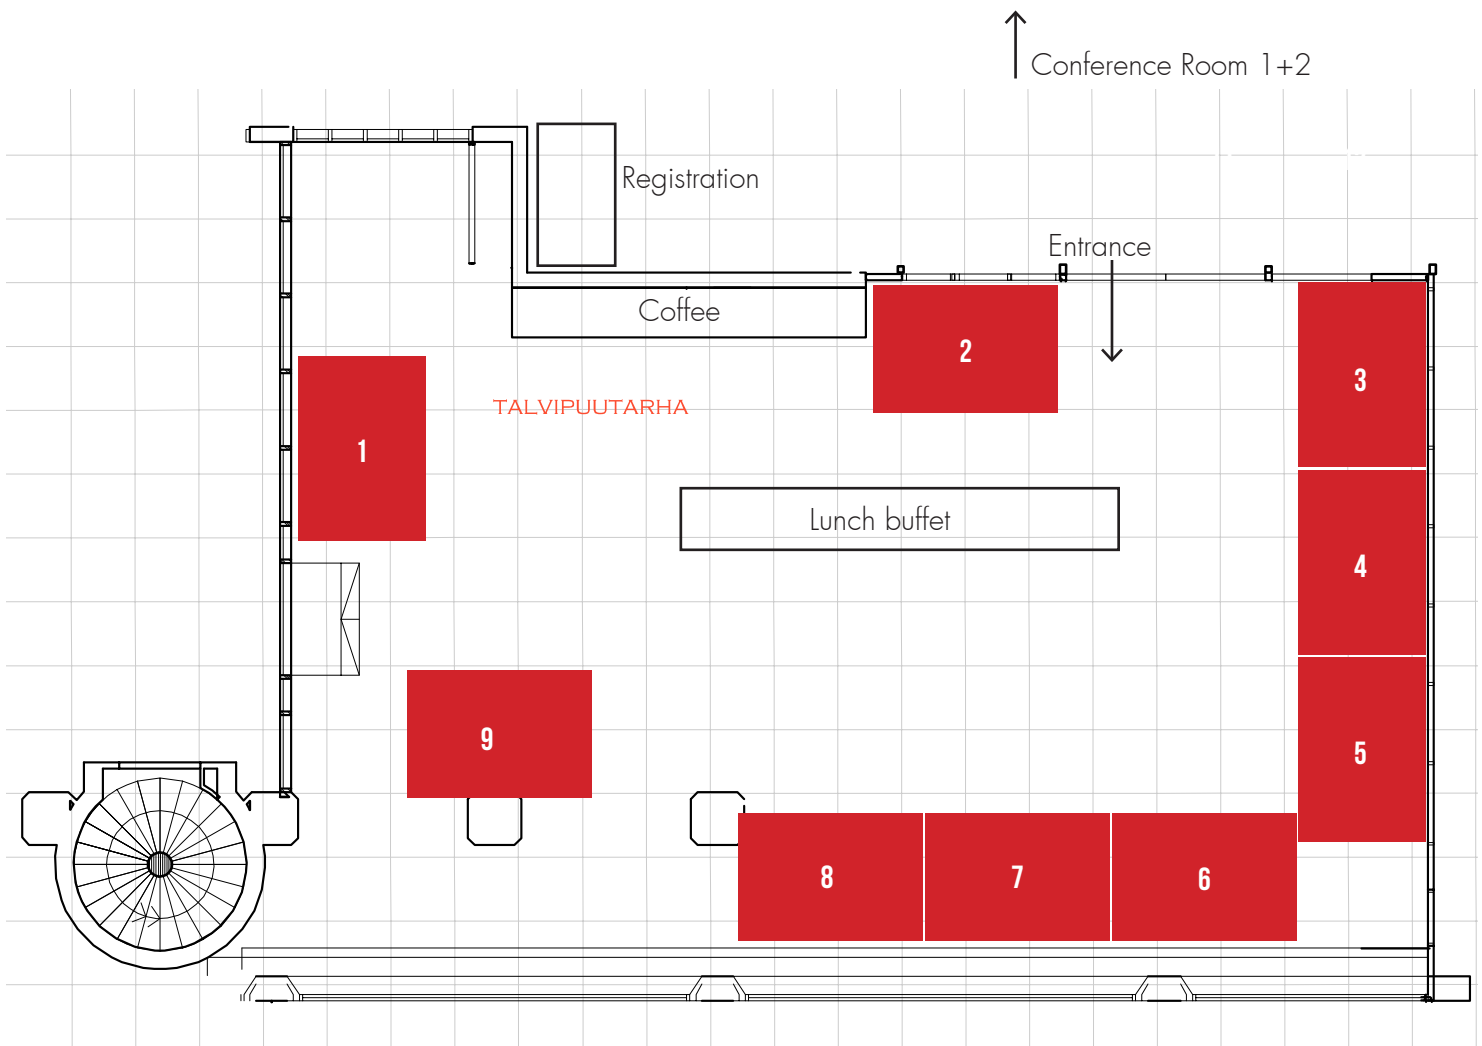 Conference Room 1+2
Registration
Entrance
Coffee
2
3
TALVIPUUTARHA
1
Lunch buffet
4
9
5
8
7
6